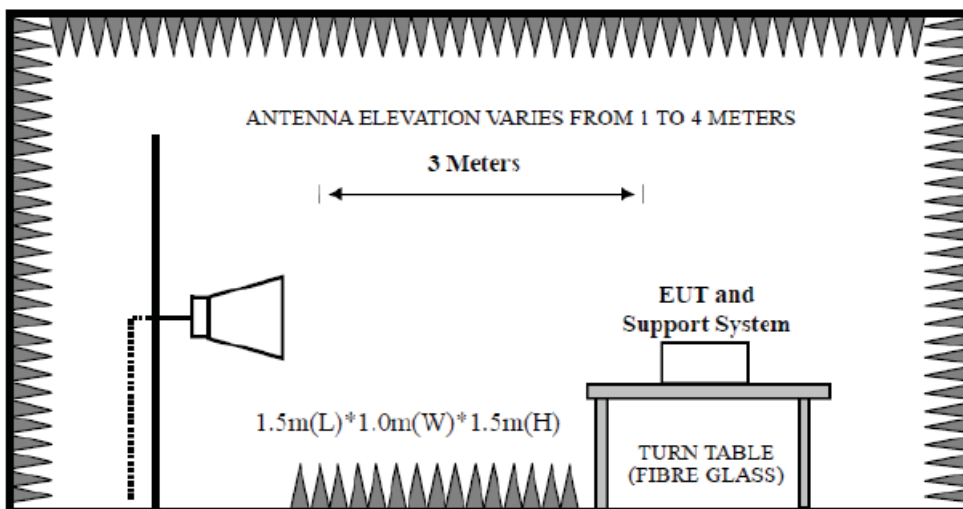 ANTENNA ELEVATION VARIES FROM 1 TO 4 METERS
3 Meters
EUT and
Support System
1.5m(L)*1.0m(W)*1.5m(H)
TURN TABLE
(FIBRE GLASS)